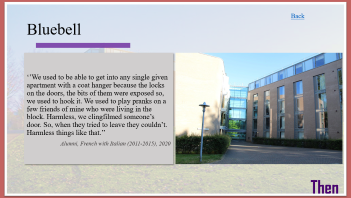 Back
Bluebell
"We used to be able to get into any single given
apartment with a coat hanger because the locks
on the doors, the bits of them were exposed so,
we used to hook it. We used to play pranks on a
few friends of mine who were living in the
block. Harmless, we clingfilmed someone's
door. So, when they tried to leave they couldn't.
Harmless things like that."
Alumni, French with Italian (2011-2015), 2020
Then